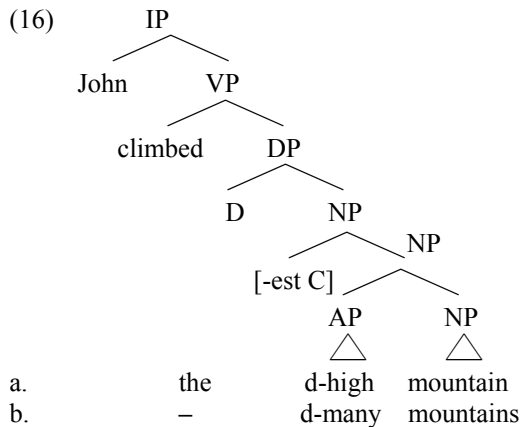 (16) IP
John VP
climbed DP
D NP
[-est C] NP
AP NP
a. the d-high mountain
b. – d-many mountains